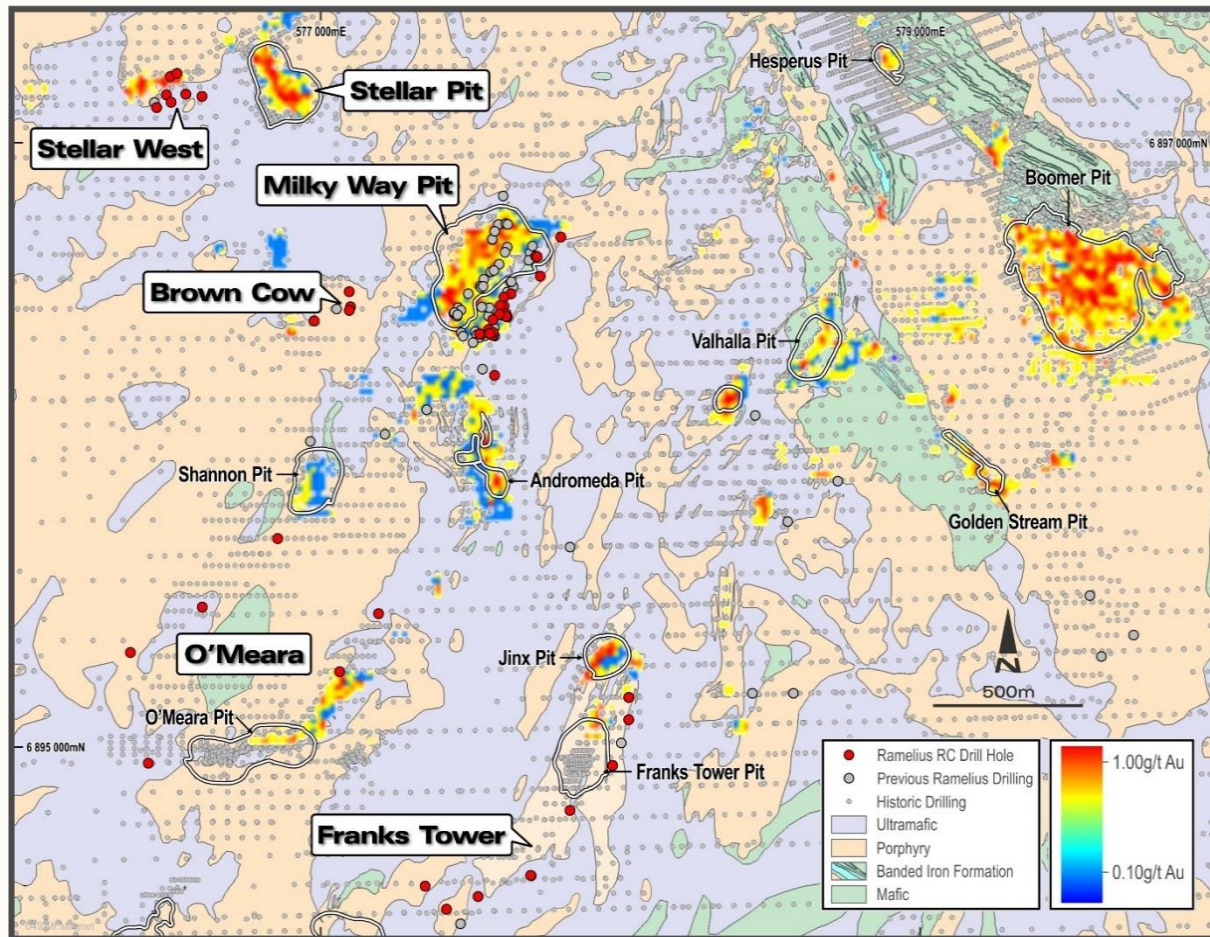 577 000mE
579 000mE
Hesperus Pit
Stellar Pit
Stellar West
6 897 000mN
Milky Way Pit
Boomer Pit
Brown Cow
Valhalla Pit
Shannon Pit
Andromeda Pit
Golden Stream Pit
O'Meara
Jinx Pit
N
500m
O'Meara Pit
6 895 000mN
Franks Tower Pit
Franks Tower
Ramelius RC Drill Hole
Previous Ramelius Drilling
Historic Drilling
Ultramafic
Porphyry
Banded Iron Formation
Mafic
1.00g/t Au
0.10g/t Au